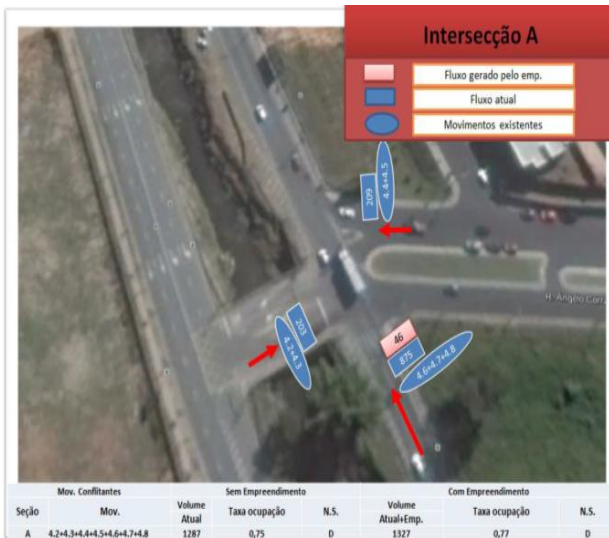 Intersecção A
Fluxo gerado pelo emp.
Fluxo atual
Movimentos existentes
209
4.4+4.5
203
4.2+4.3
46
875
4.6+4.7+4.8
R. Angelo Corr
Mov. Conflitantes Sem Empreendimento Com Empreendimento
Seção Mov. Volume Atual Taxa ocupação N.S. Volume Atual+Emp. Taxa ocupação N.S.
A 4.2+4.3+4.4+4.5+4.6+4.7+4.8 1287 0,75 D 1327 0,77 D